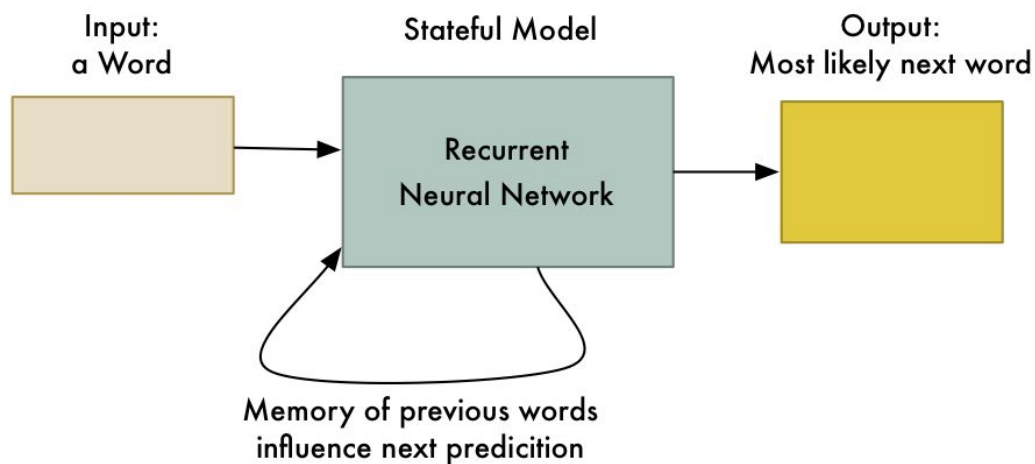 Input:
a Word
Stateful Model
Output:
Most likely next word
Recurrent
Neural Network
Memory of previous words
influence next predicition